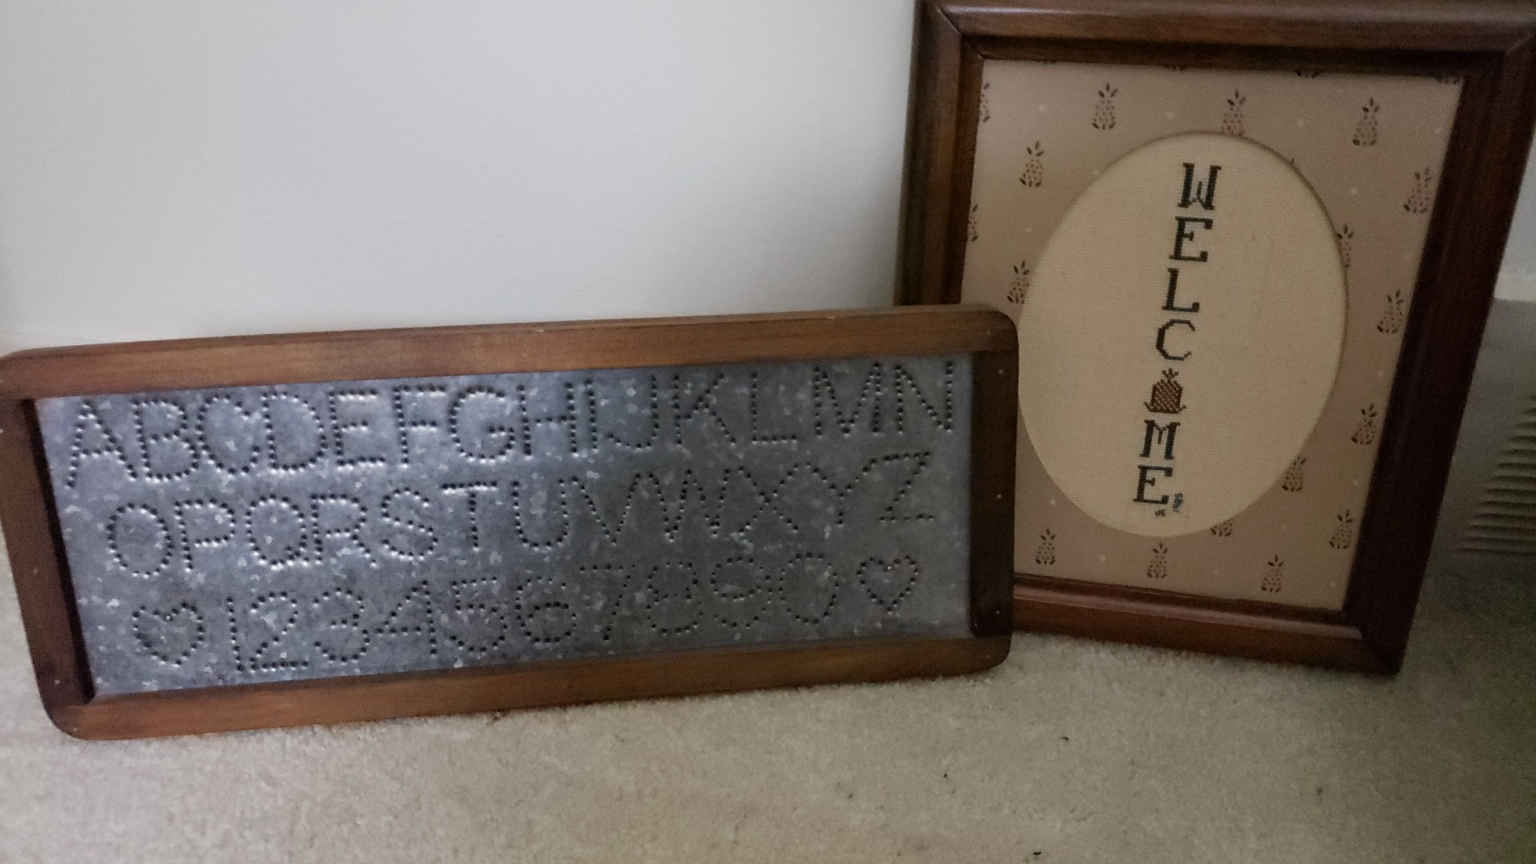 ABCDEFGHIJKLMN
OPQRSTUVWXYZ
1234567890
W
E
L
C
M
E